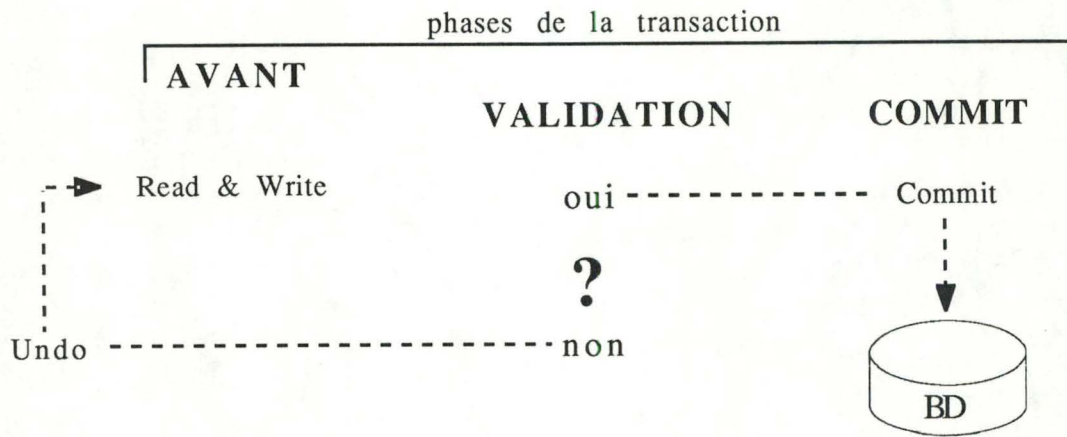 phases de la transaction
AVANT
VALIDATION COMMIT
Read & Write
oui Commit
?
Undo non
BD